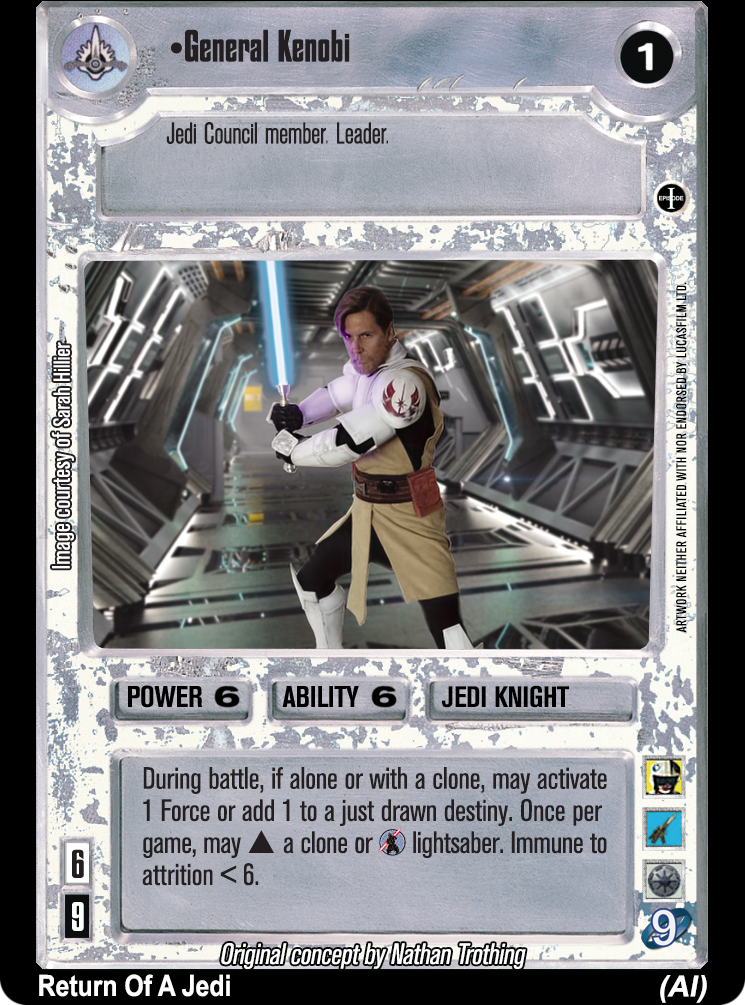 •General Kenobi
1
Jedi Council member. Leader.
EPISODE
I
Image courtesy of Sarah Hillier
ARTWORK NEITHER AFFILIATED WITH NOR ENDORSED BY LUCASFILM LTD.
POWER 6 ABILITY 6 JEDI KNIGHT
During battle, if alone or with a clone, may activate
1 Force or add 1 to a just drawn destiny. Once per
game, may ▲ a clone or lightsaber. Immune to
attrition < 6.
6
9
9
Original concept by Nathan Trothing
Return Of A Jedi (AI)